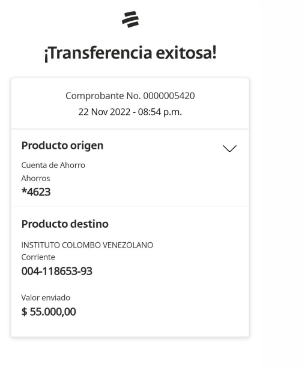 ¡Transferencia exitosa!
Comprobante No. 0000005420
22 Nov 2022 - 08:54 p.m.
Producto origen
Cuenta de Ahorro
Ahorros
*4623
Producto destino
INSTITUTO COLOMBO VENEZOLANO
Corriente
004-118653-93
Valor enviado
$ 55.000,00